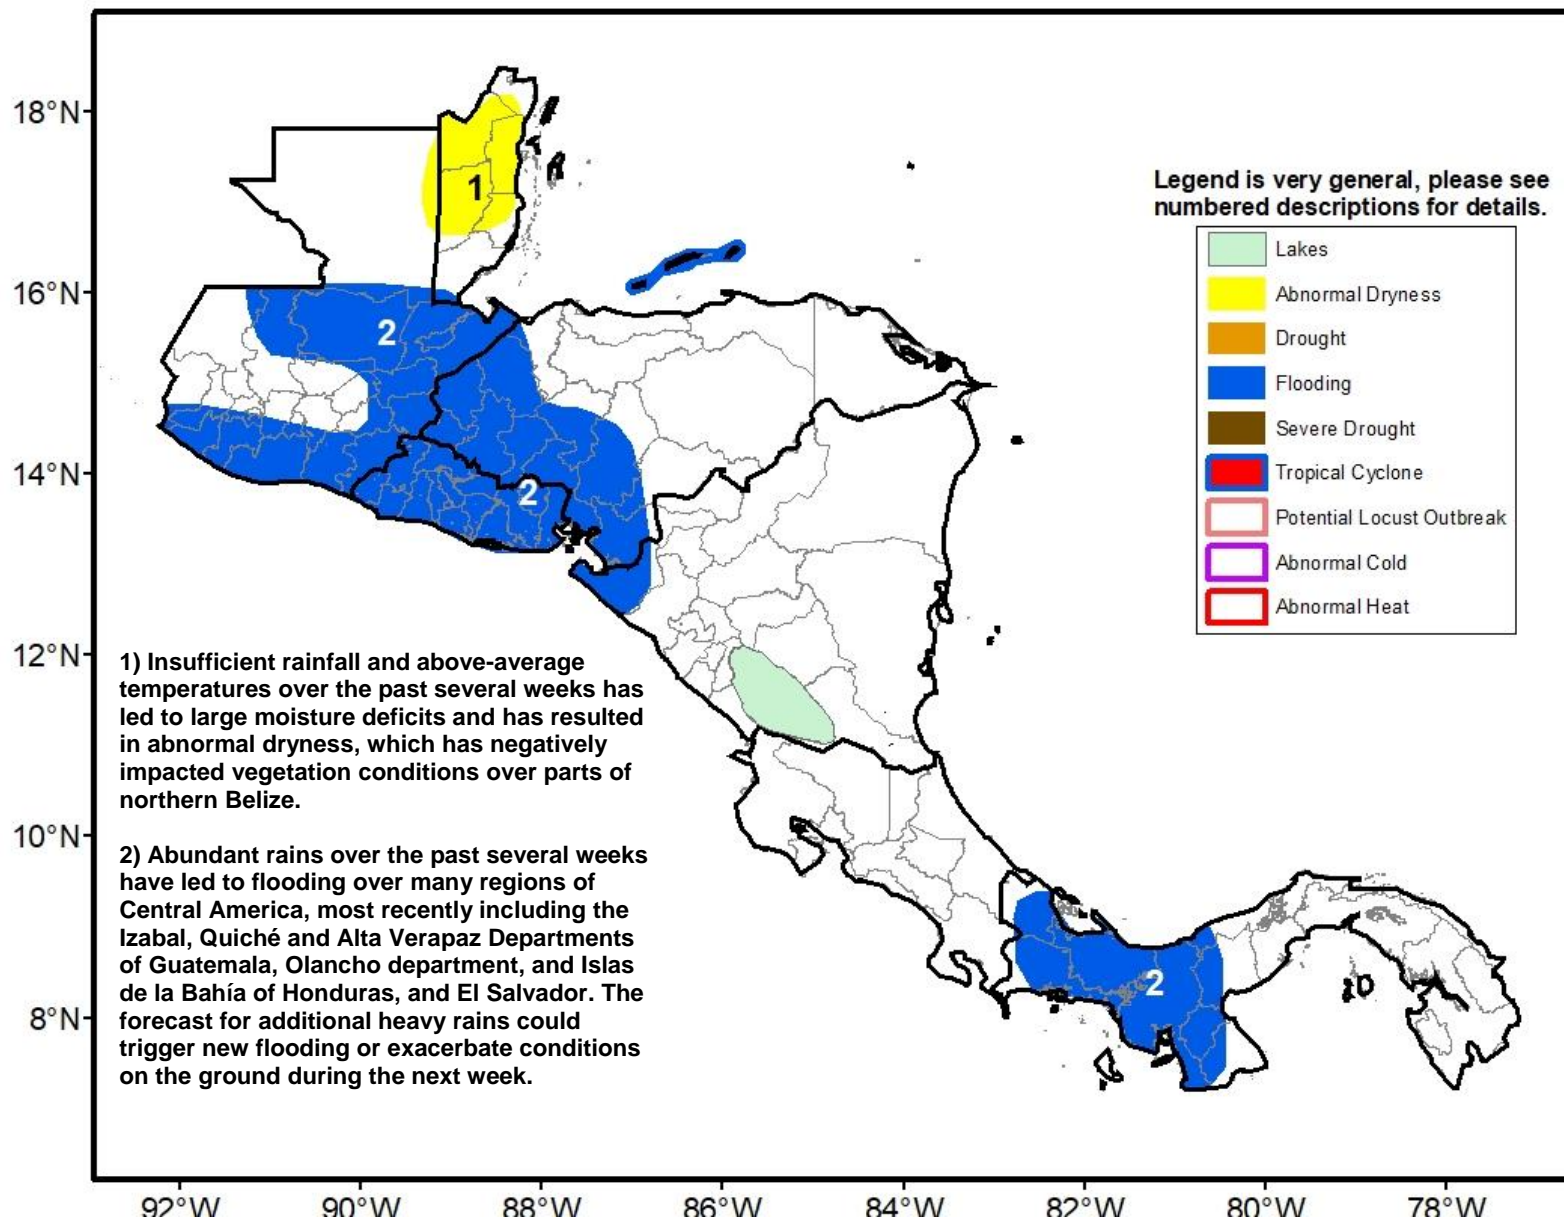 18°N
16°N
14°N
12°N
10°N
8°N
1
2
2
2
Legend is very general, please see
numbered descriptions for details.
Lakes
Abnormal Dryness
Drought
Flooding
Severe Drought
Tropical Cyclone
Potential Locust Outbreak
Abnormal Cold
Abnormal Heat
1) Insufficient rainfall and above-average
temperatures over the past several weeks has
led to large moisture deficits and has resulted
in abnormal dryness, which has negatively
impacted vegetation conditions over parts of
northern Belize.
2) Abundant rains over the past several weeks
have led to flooding over many regions of
Central America, most recently including the
Izabal, Quiché and Alta Verapaz Departments
of Guatemala, Olancho department, and Islas
de la Bahía of Honduras, and El Salvador. The
forecast for additional heavy rains could
trigger new flooding or exacerbate conditions
on the ground during the next week.
92°W 90°W 88°W 86°W 84°W 82°W 80°W 78°W